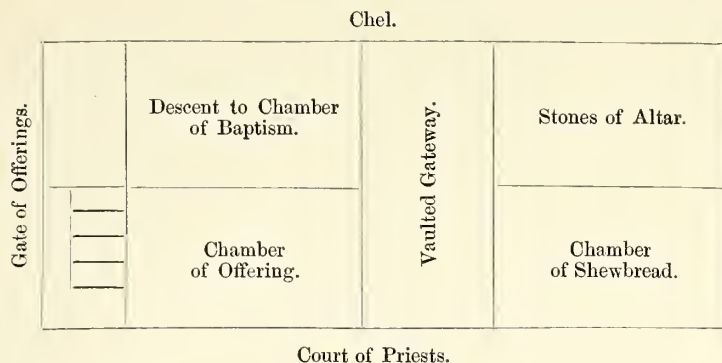 Chel.
Gate of Offerings.
Descent to Chamber
of Baptism.
Vaulted Gateway.
Stones of Altar.
Chamber
of Offering.
Chamber
of Shewbread.
Court of Priests.